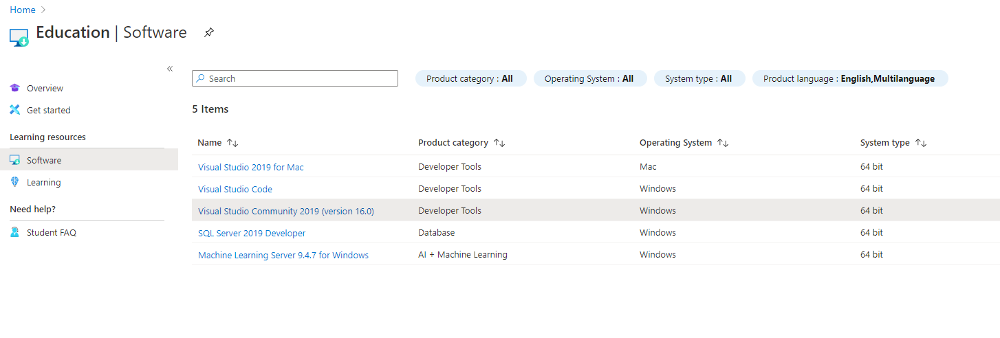 Home
Education | Software
Search
Product category : All
Operating System : All
System type : All
Product language : English,Multilanguage
Overview
Get started
Learning resources
Software
Learning
Need help?
Student FAQ
5 Items
Name Product category Operating System System type
Visual Studio 2019 for Mac Developer Tools Mac 64 bit
Visual Studio Code Developer Tools Windows 64 bit
Visual Studio Community 2019 (version 16.0) Developer Tools Windows 64 bit
SQL Server 2019 Developer Database Windows 64 bit
Machine Learning Server 9.4.7 for Windows AI + Machine Learning Windows 64 bit